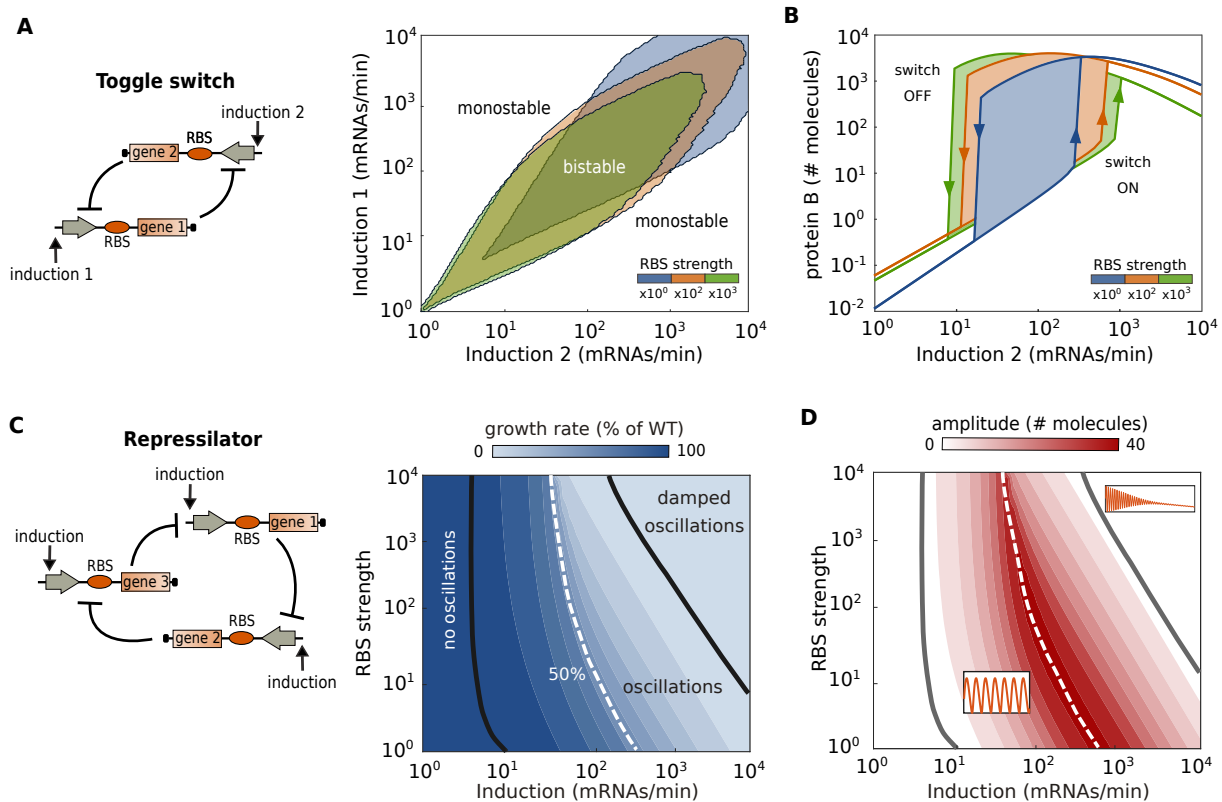 A
Toggle switch
induction 2
RBS
gene 2
gene 1
RBS
induction 1
Induction 1 (mRNAs/min)
10⁴
10³
10²
10¹
10⁰
monostable
bistable
monostable
RBS strength
x10⁰ x10² x10³
10⁰ 10¹ 10² 10³ 10⁴
Induction 2 (mRNAs/min)
B
protein B (# molecules)
10⁴
10³
10²
10¹
10⁰
10⁻¹
10⁻²
switch
OFF
switch
ON
RBS strength
x10⁰ x10² x10³
10⁰ 10¹ 10² 10³ 10⁴
Induction 2 (mRNAs/min)
C
Repressilator
induction
RBS
gene 1
induction
RBS
gene 3
gene 2
RBS
induction
growth rate (% of WT)
0 100
RBS strength
10⁴
10³
10²
10¹
10⁰
no oscillations
damped
oscillations
50%
oscillations
10⁰ 10¹ 10² 10³ 10⁴
Induction (mRNAs/min)
D
amplitude (# molecules)
0 40
RBS strength
10⁴
10³
10²
10¹
10⁰
10⁰ 10¹ 10² 10³ 10⁴
Induction (mRNAs/min)